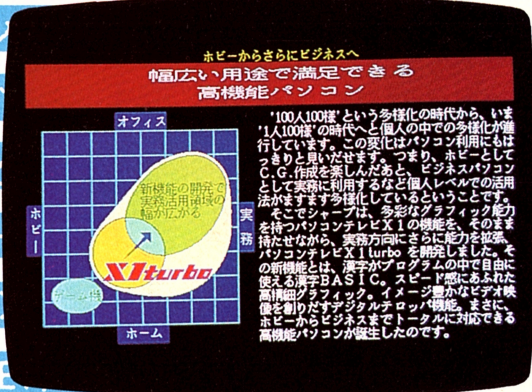 ホビーからさらにビジネスへ
幅広い用途で満足できる
高機能パソコン
オフィス
新機能の開発で
実務活用領域の
幅が広がる
ホビー
実務
X1turbo
ゲーム機
ホーム
'100人100様'という多様化の時代から、いま
'1人100様'の時代へと個人の中での多様化が進
行しています。この変化はパソコン利用にもは
っきりと見いだせます。つまり、ホビーとして
C.G.作成を楽しんだあと、ビジネスパソコン
として実務に利用するなど個人レベルでの活用
法がますます多様化しているということです。
そこでシャープは、多彩なグラフィック能力
を持つパソコンテレビX1の機能を、そのまま
持たせながら、実務方向にさらに能力を拡張、
パソコンテレビX1turboを開発しました。そ
の新機能とは、漢字がプログラムの中で自由に
使える漢字BASIC。スピード感にあふれた
高精細グラフィック。イメージ豊かなビデオ映
像を創りだすデジタルテロッパ機能。まさに、
ホビーからビジネスまでトータルに対応できる
高機能パソコンが誕生したのです。